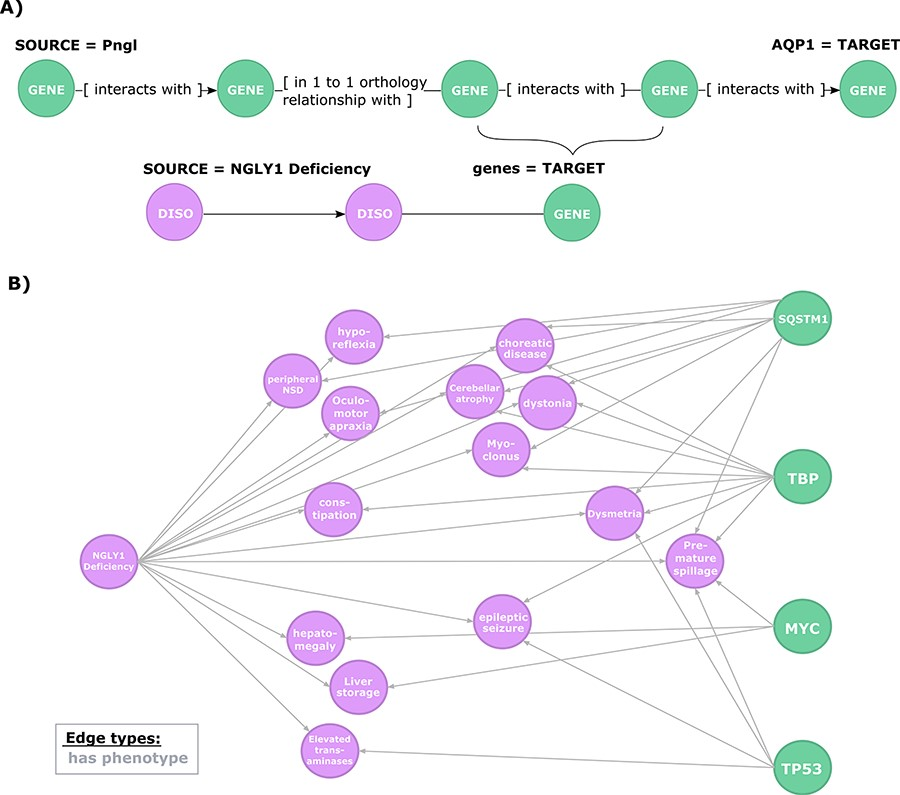 A)
SOURCE = Pngl
AQP1 = TARGET
GENE
[ interacts with ]
GENE
[ in 1 to 1 orthology
relationship with ]
GENE
[ interacts with ]
GENE
[ interacts with ]
GENE
SOURCE = NGLY1 Deficiency
genes = TARGET
DISO
DISO
GENE
B)
SQSTM1
hypo-
reflexia
choreatic
disease
peripheral
NSD
Cerebellar
atrophy
Oculo-
motor
apraxia
dystonia
Myo-
clonus
TBP
cons-
tipation
Dysmetria
NGLY1
Deficiency
Pre-
mature
spillage
epileptic
seizure
MYC
hepato-
megaly
Liver
storage
Elevated
trans-
aminases
TP53
Edge types:
has phenotype